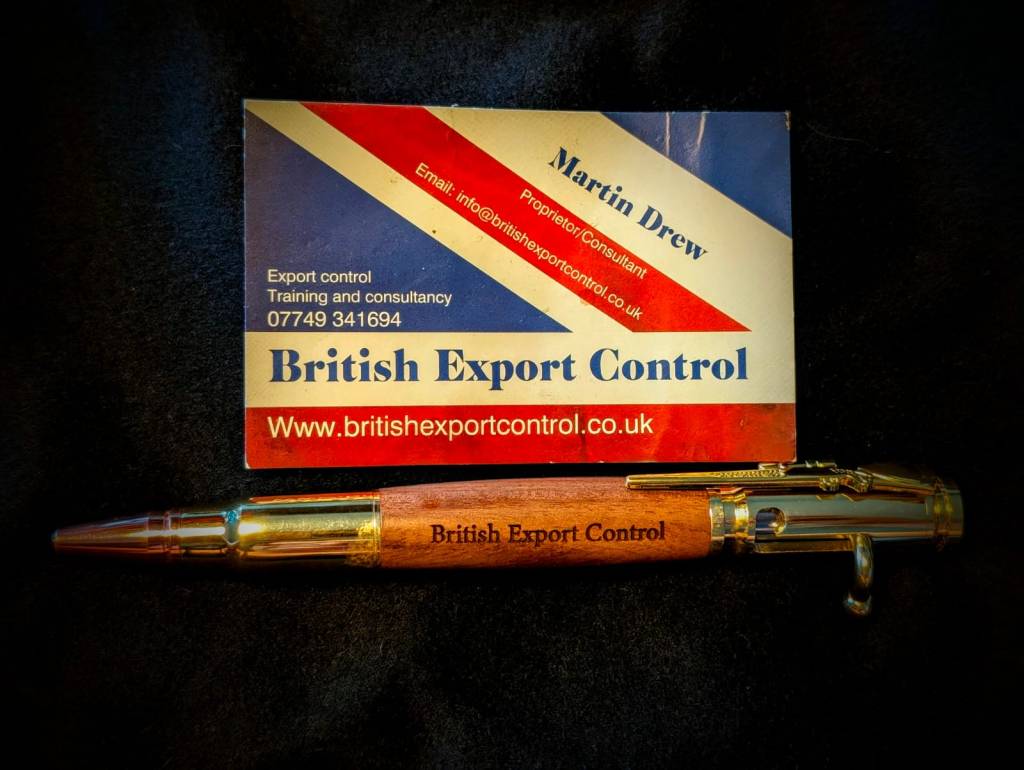 Martin Drew
Proprietor/Consultant
Email: info@britishexportcontrol.co.uk
Export control
Training and consultancy
07749 341694
British Export Control
Www.britishexportcontrol.co.uk
British Export Control